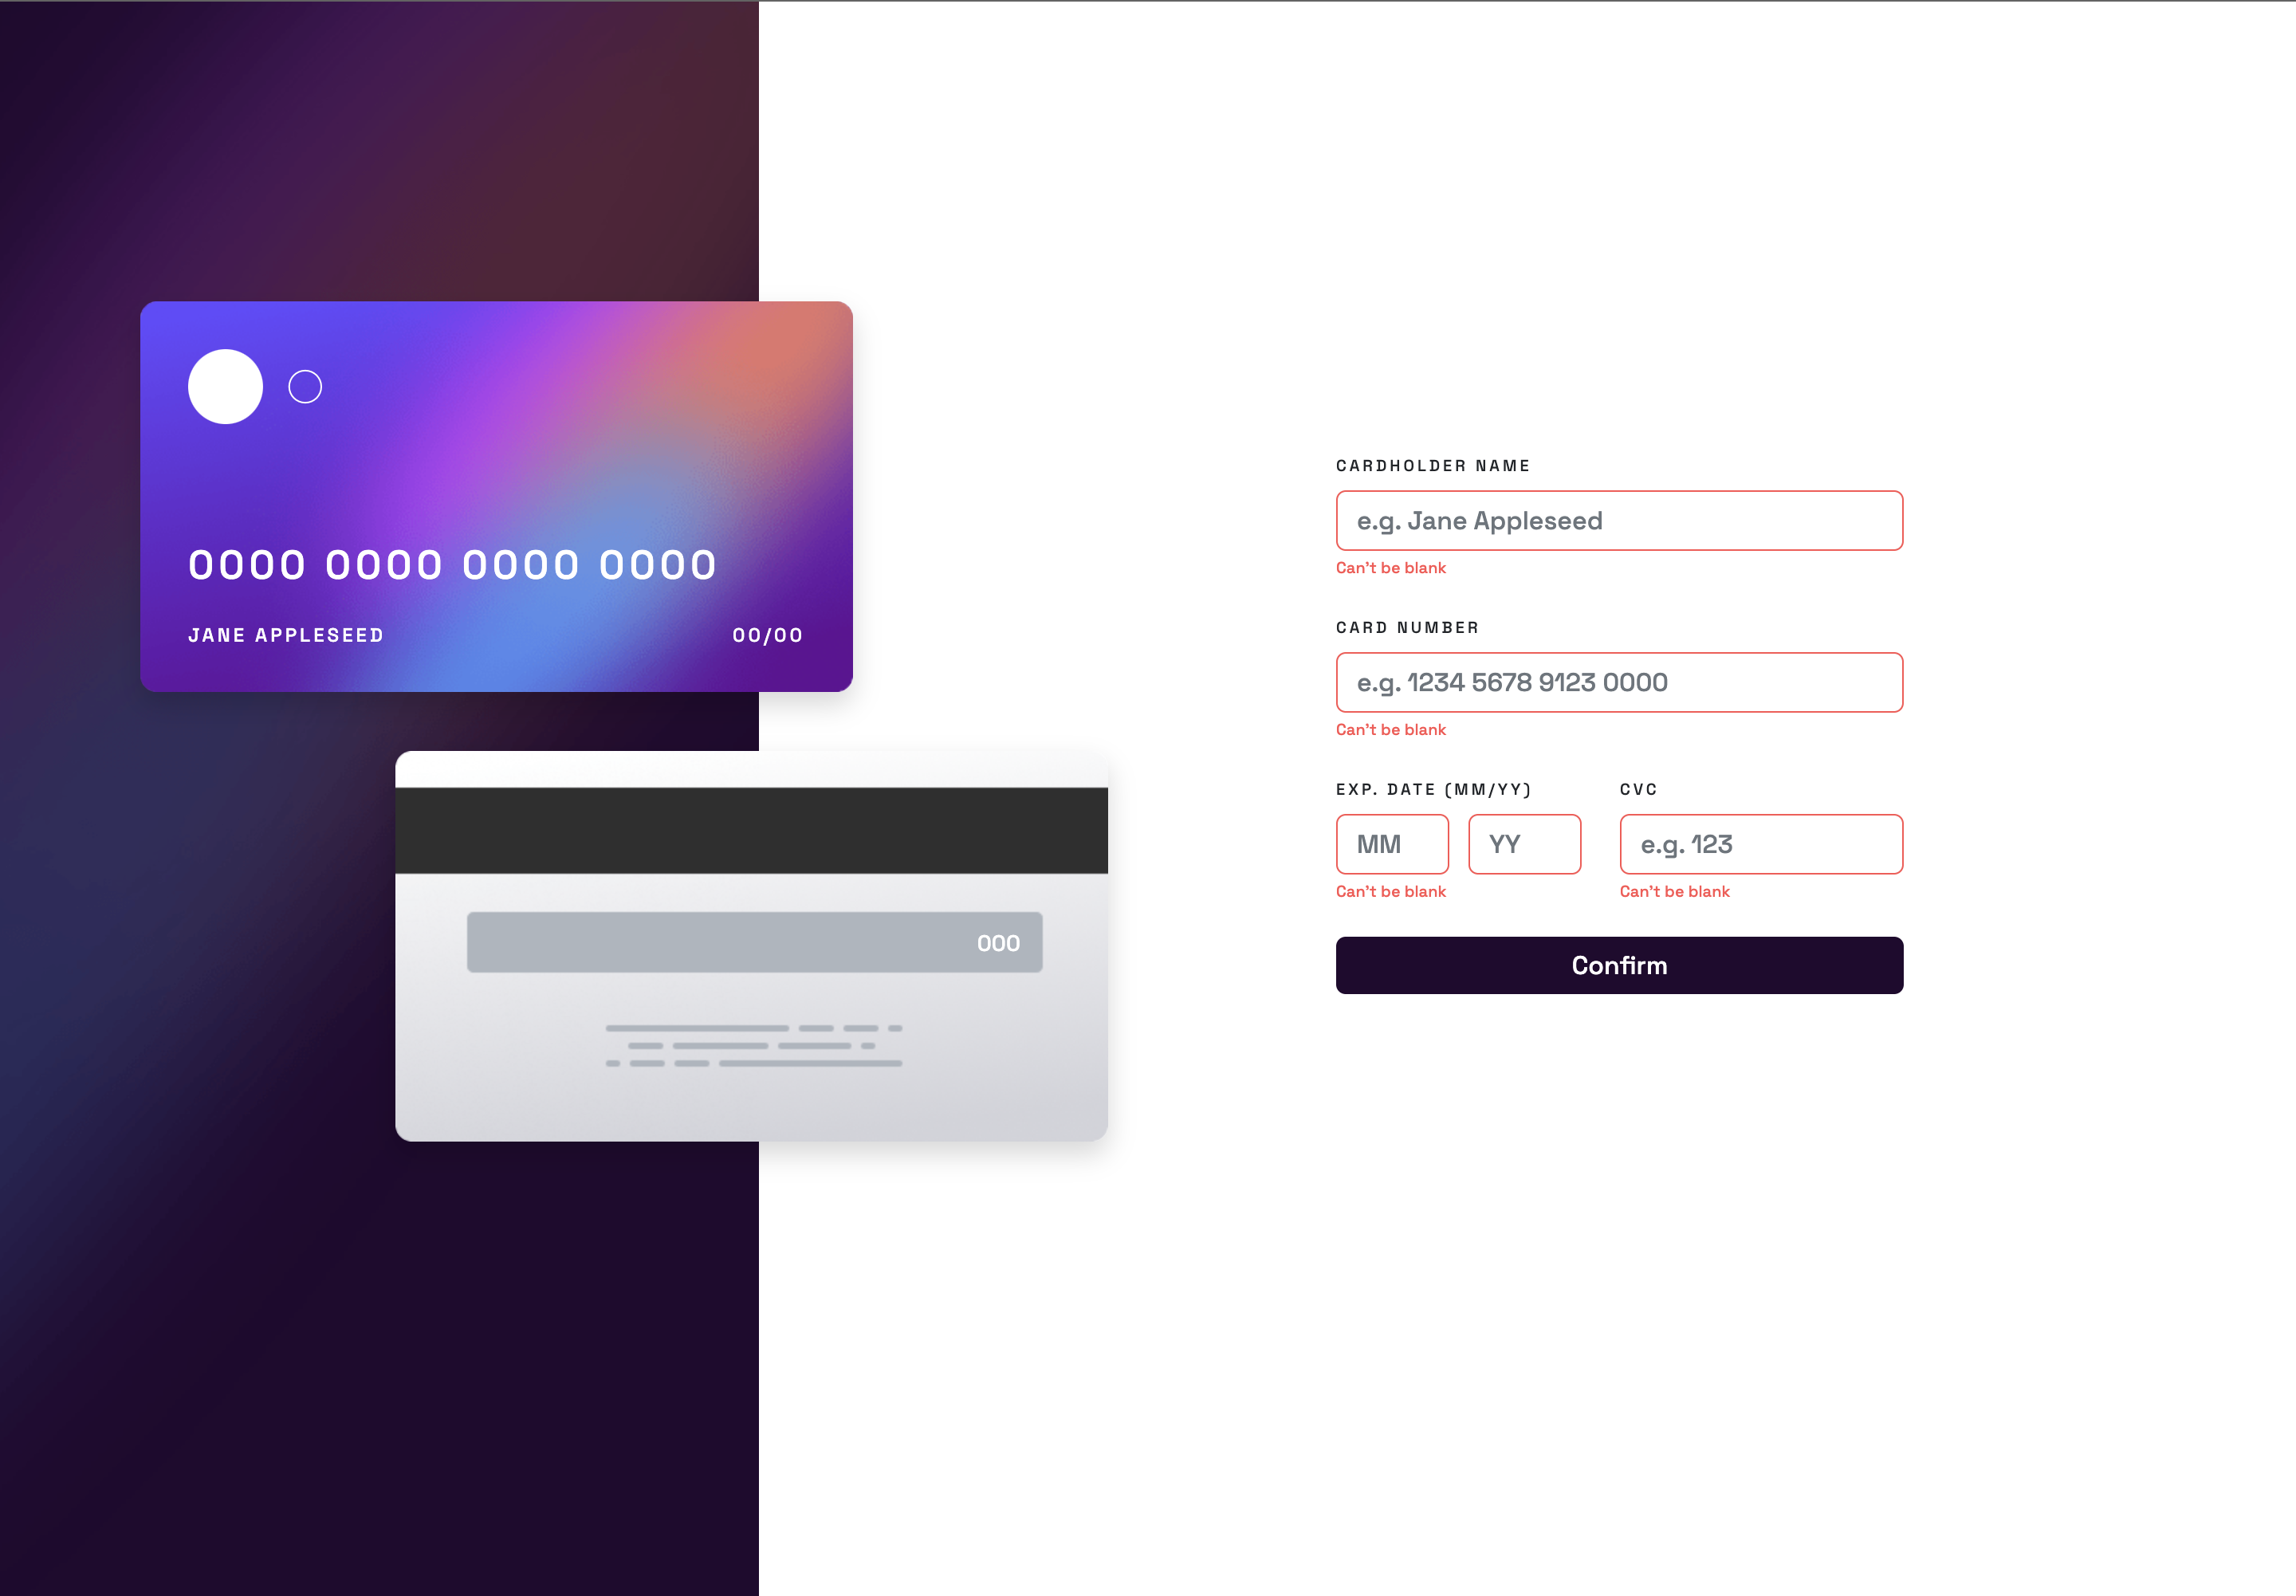 0000 0000 0000 0000
JANE APPLESEED 00/00
000
CARDHOLDER NAME
e.g. Jane Appleseed
Can't be blank
CARD NUMBER
e.g. 1234 5678 9123 0000
Can't be blank
EXP. DATE (MM/YY) CVC
MM YY e.g. 123
Can't be blank Can't be blank
Confirm